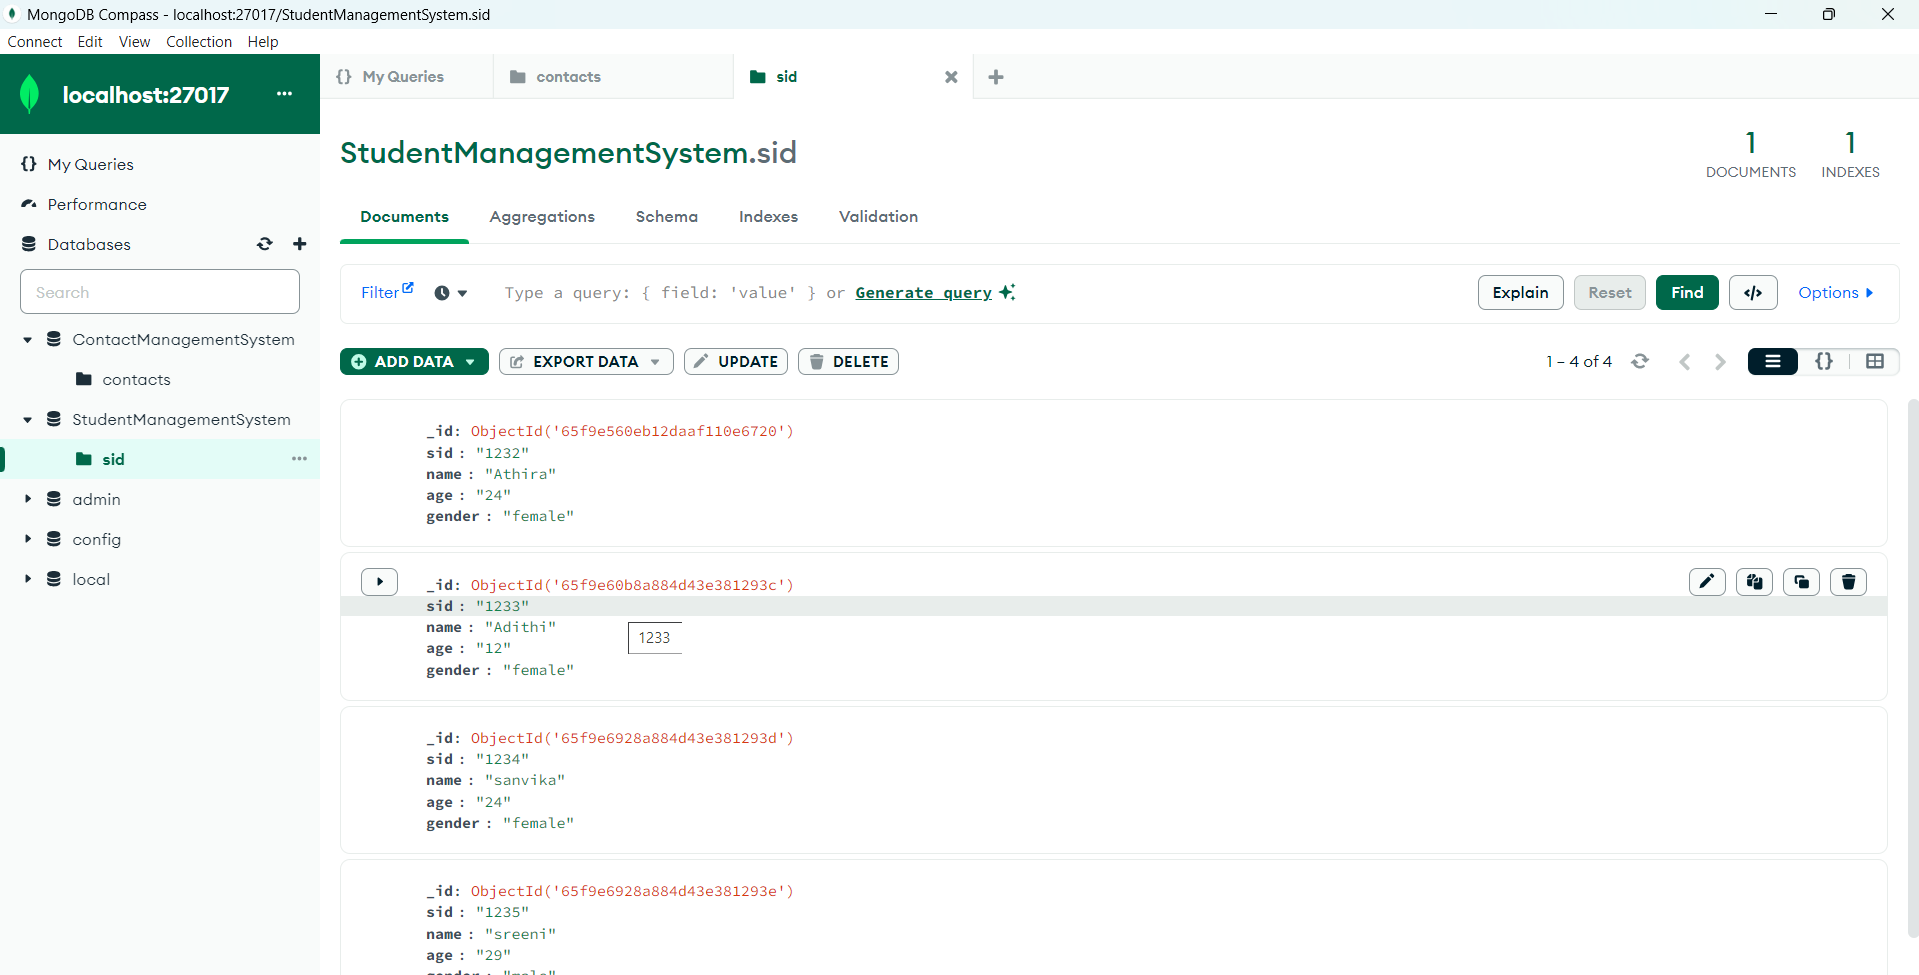 MongoDB Compass - localhost:27017/StudentManagementSystem.sid
Connect Edit View Collection Help
localhost:27017 ···
{} My Queries
contacts
sid
{} My Queries
Performance
Databases
Search
ContactManagementSystem
contacts
StudentManagementSystem
sid ···
admin
config
local
StudentManagementSystem.sid
1
DOCUMENTS
1
INDEXES
Documents Aggregations Schema Indexes Validation
Filter Type a query: { field: 'value' } or Generate query Explain Reset Find </> Options
ADD DATA EXPORT DATA UPDATE DELETE 1 – 4 of 4 {}
_id: ObjectId('65f9e560eb12daaf110e6720')
sid : "1232"
name : "Athira"
age : "24"
gender : "female"
_id: ObjectId('65f9e60b8a884d43e381293c')
sid : "1233"
name : "Adithi"
1233
age : "12"
gender : "female"
_id: ObjectId('65f9e6928a884d43e381293d')
sid : "1234"
name : "sanvika"
age : "24"
gender : "female"
_id: ObjectId('65f9e6928a884d43e381293e')
sid : "1235"
name : "sreeni"
age : "29"
gender : "male"